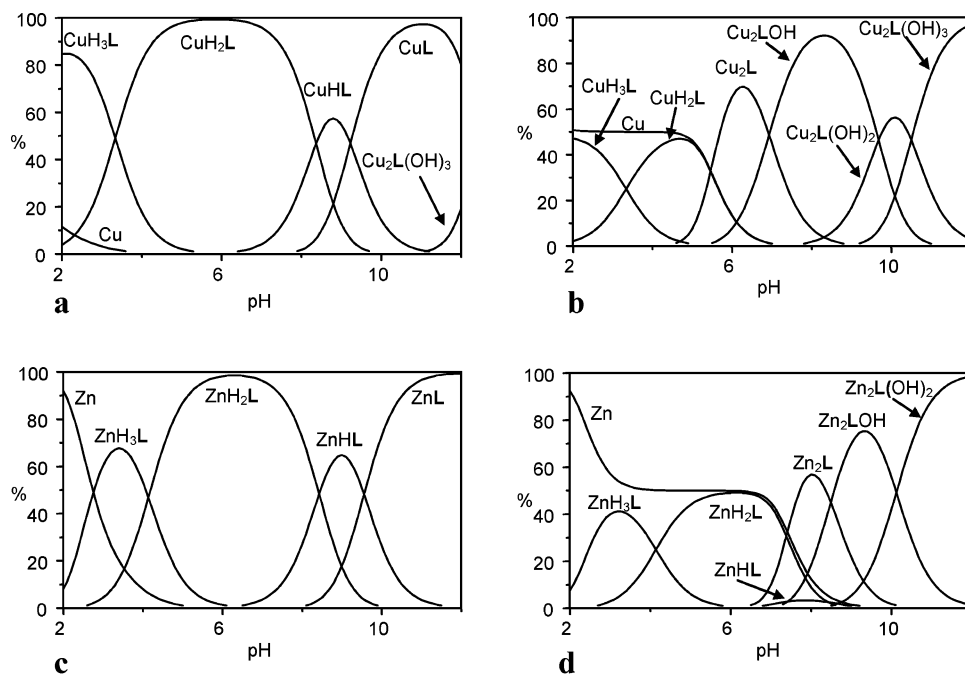 100
CuH₃L
CuH₂L
CuL
80
CuHL
60
%
40
Cu₂L(OH)₃
20
Cu
0
2
6
10
pH
a
100
Cu₂LOH
Cu₂L(OH)₃
80
Cu₂L
CuH₃L
CuH₂L
60
Cu
%
40
Cu₂L(OH)₂
20
0
2
6
10
pH
b
100
Zn
ZnH₂L
ZnL
80
ZnH₃L
ZnHL
60
%
40
20
0
2
6
10
pH
c
100
Zn₂L(OH)₂
Zn
80
Zn₂LOH
Zn₂L
60
%
ZnH₃L
ZnH₂L
40
20
ZnHL
0
2
6
10
pH
d